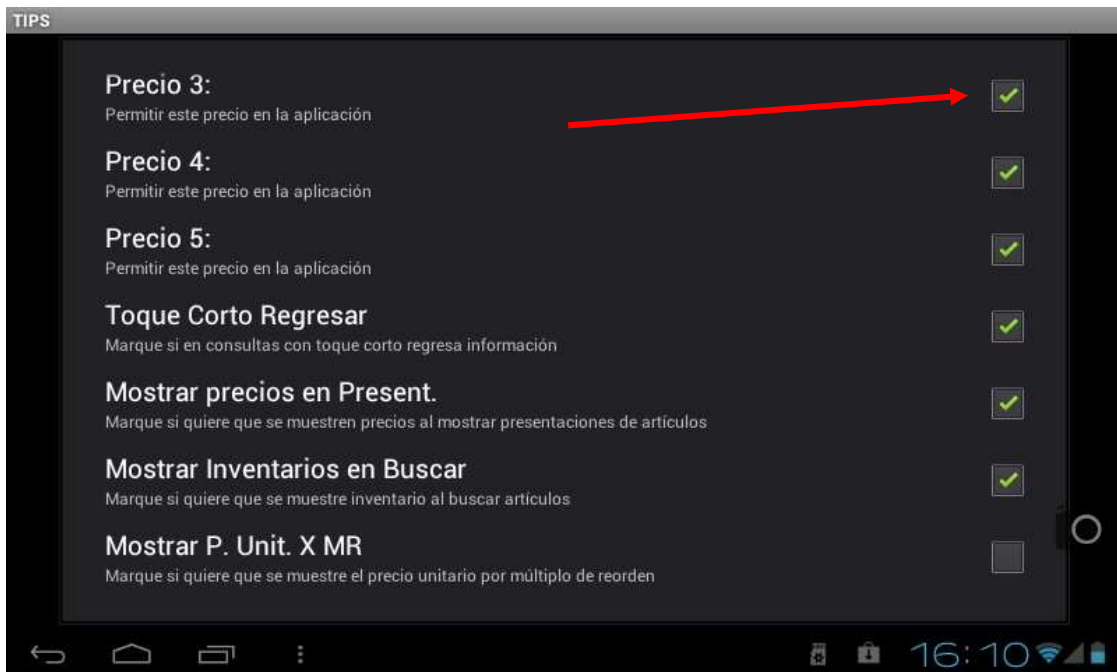 TIPS
Precio 3:
Permitir este precio en la aplicación
Precio 4:
Permitir este precio en la aplicación
Precio 5:
Permitir este precio en la aplicación
Toque Corto Regresar
Marque si en consultas con toque corto regresa información
Mostrar precios en Present.
Marque si quiere que se muestren precios al mostrar presentaciones de artículos
Mostrar Inventarios en Buscar
Marque si quiere que se muestre inventario al buscar artículos
Mostrar P. Unit. X MR
Marque si quiere que se muestre el precio unitario por múltiplo de reorden
16:10